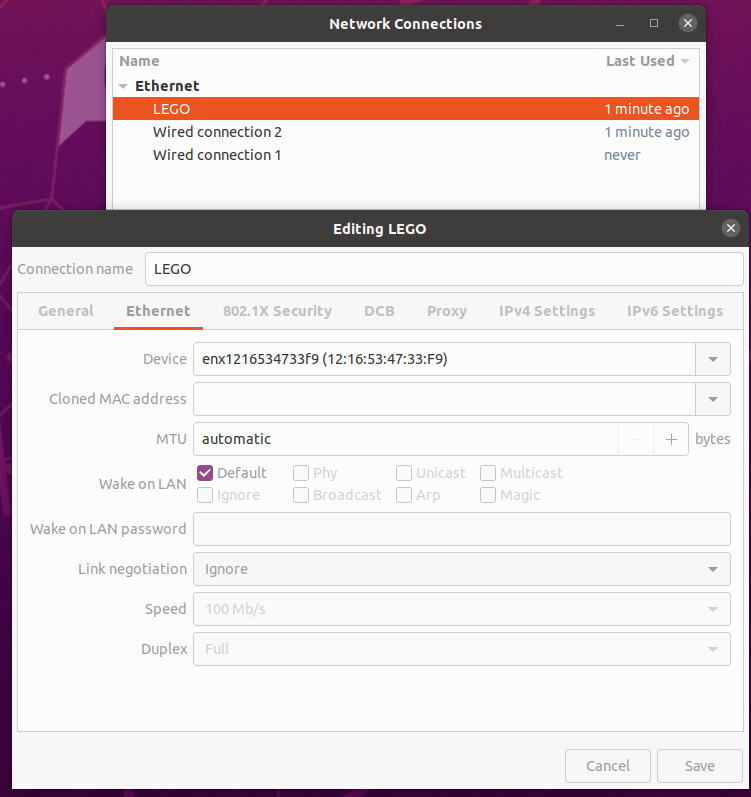 Network Connections
Name Last Used
Ethernet
LEGO 1 minute ago
Wired connection 2 1 minute ago
Wired connection 1 never
Editing LEGO
Connection name LEGO
General Ethernet 802.1X Security DCB Proxy IPv4 Settings IPv6 Settings
Device enx1216534733f9 (12:16:53:47:33:F9)
Cloned MAC address
MTU automatic − + bytes
Wake on LAN
Default Phy Unicast Multicast
Ignore Broadcast Arp Magic
Wake on LAN password
Link negotiation Ignore
Speed 100 Mb/s
Duplex Full
Cancel Save